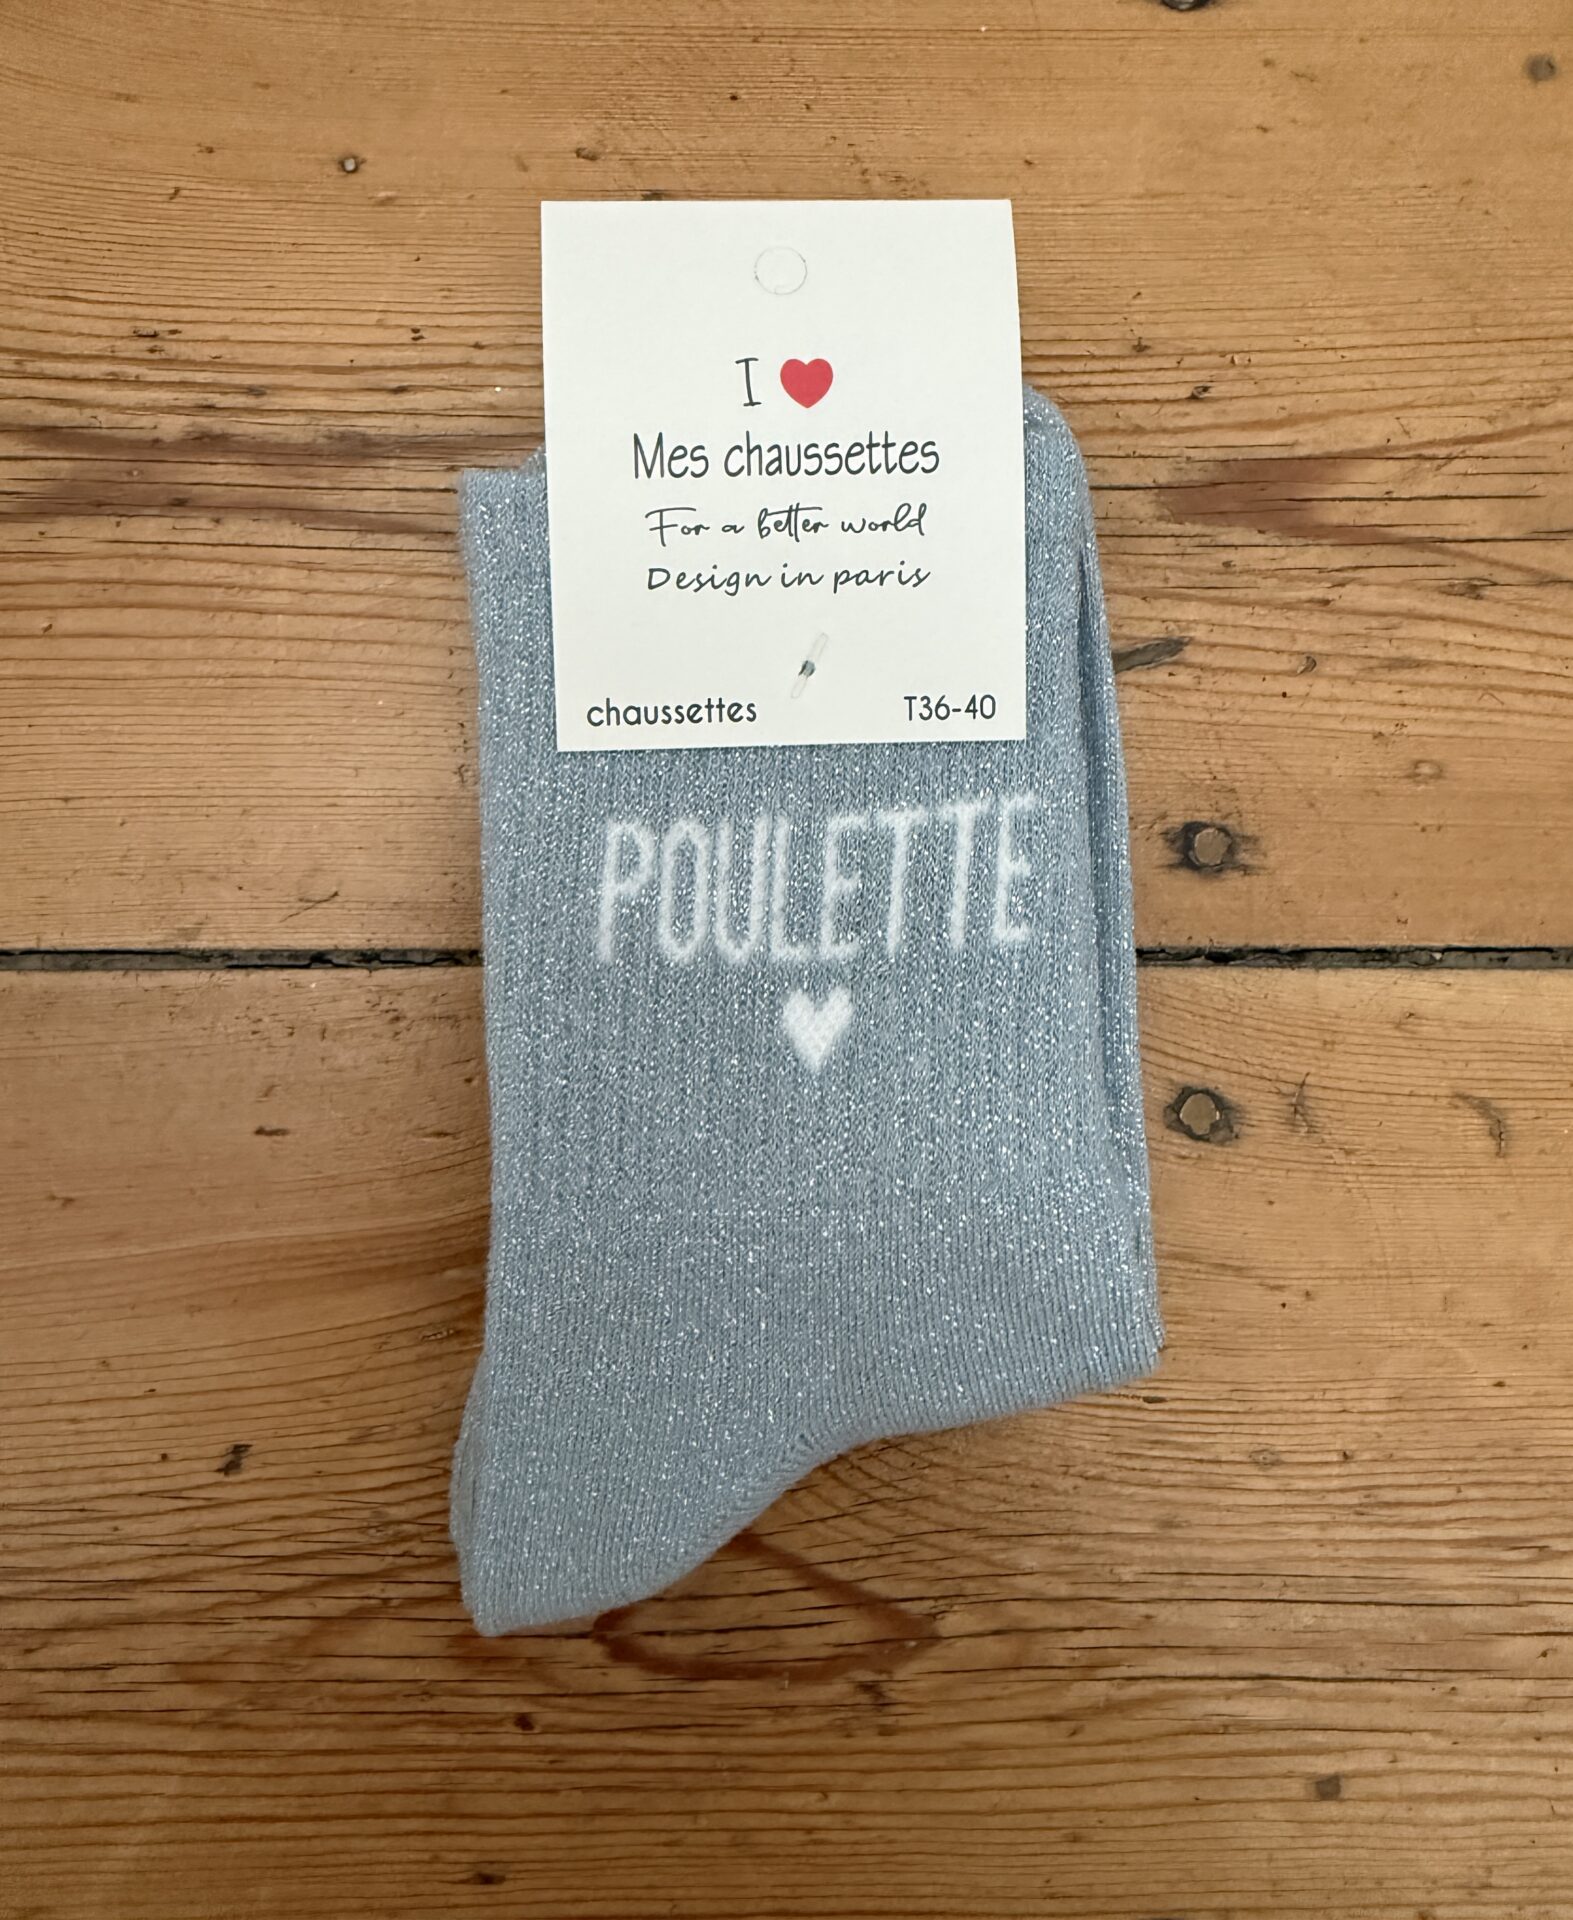 I ❤
Mes chaussettes
For a better world
Design in paris
chaussettes T36-40
POULETTE